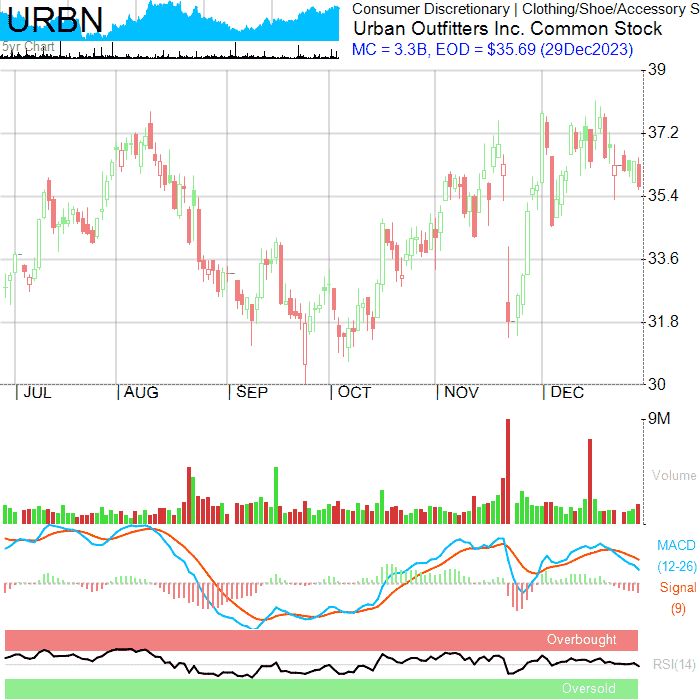 URBN
5yr Chart
Consumer Discretionary | Clothing/Shoe/Accessory S
Urban Outfitters Inc. Common Stock
MC = 3.3B, EOD = $35.69 (29Dec2023)
39
37.2
35.4
33.6
31.8
30
| JUL | AUG | SEP | OCT | NOV | DEC
9M
Volume
MACD
(12-26)
Signal
(9)
Overbought
RSI(14)
Oversold